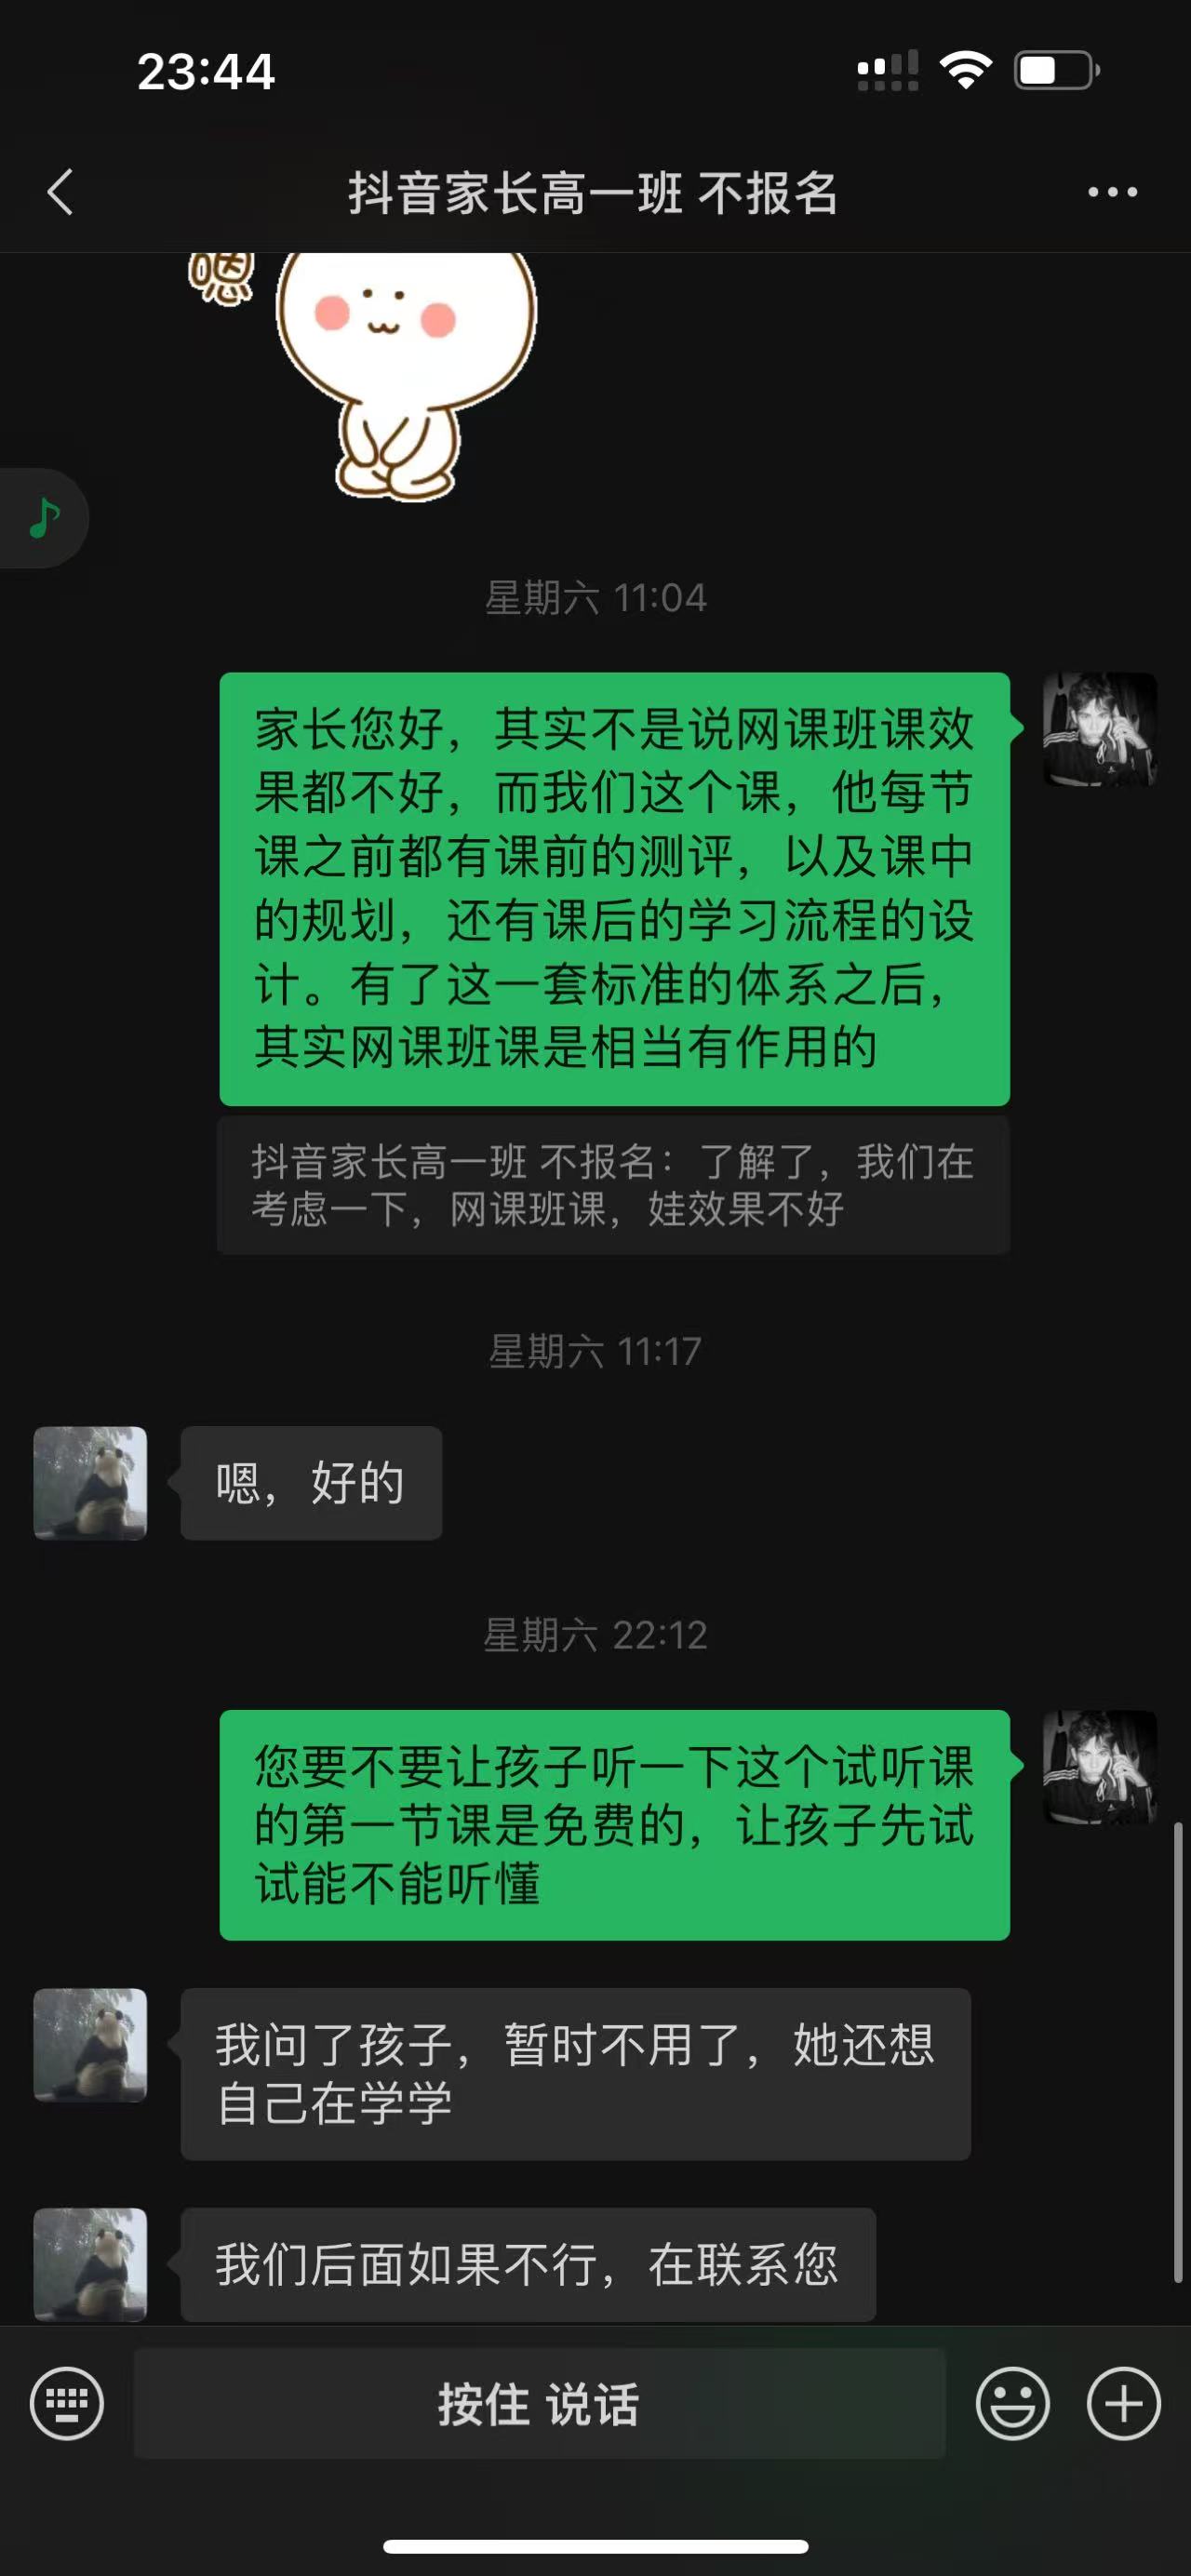 23:44
抖音家长高一班 不报名
嗯
星期六 11:04
家长您好，其实不是说网课班课效
果都不好，而我们这个课，他每节
课之前都有课前的测评，以及课中
的规划，还有课后的学习流程的设
计。有了这一套标准的体系之后，
其实网课班课是相当有作用的
抖音家长高一班 不报名：了解了，我们在
考虑一下，网课班课，娃效果不好
星期六 11:17
嗯，好的
星期六 22:12
您要不要让孩子听一下这个试听课
的第一节课是免费的，让孩子先试
试能不能听懂
我问了孩子，暂时不用了，她还想
自己在学学
我们后面如果不行，在联系您
按住 说话